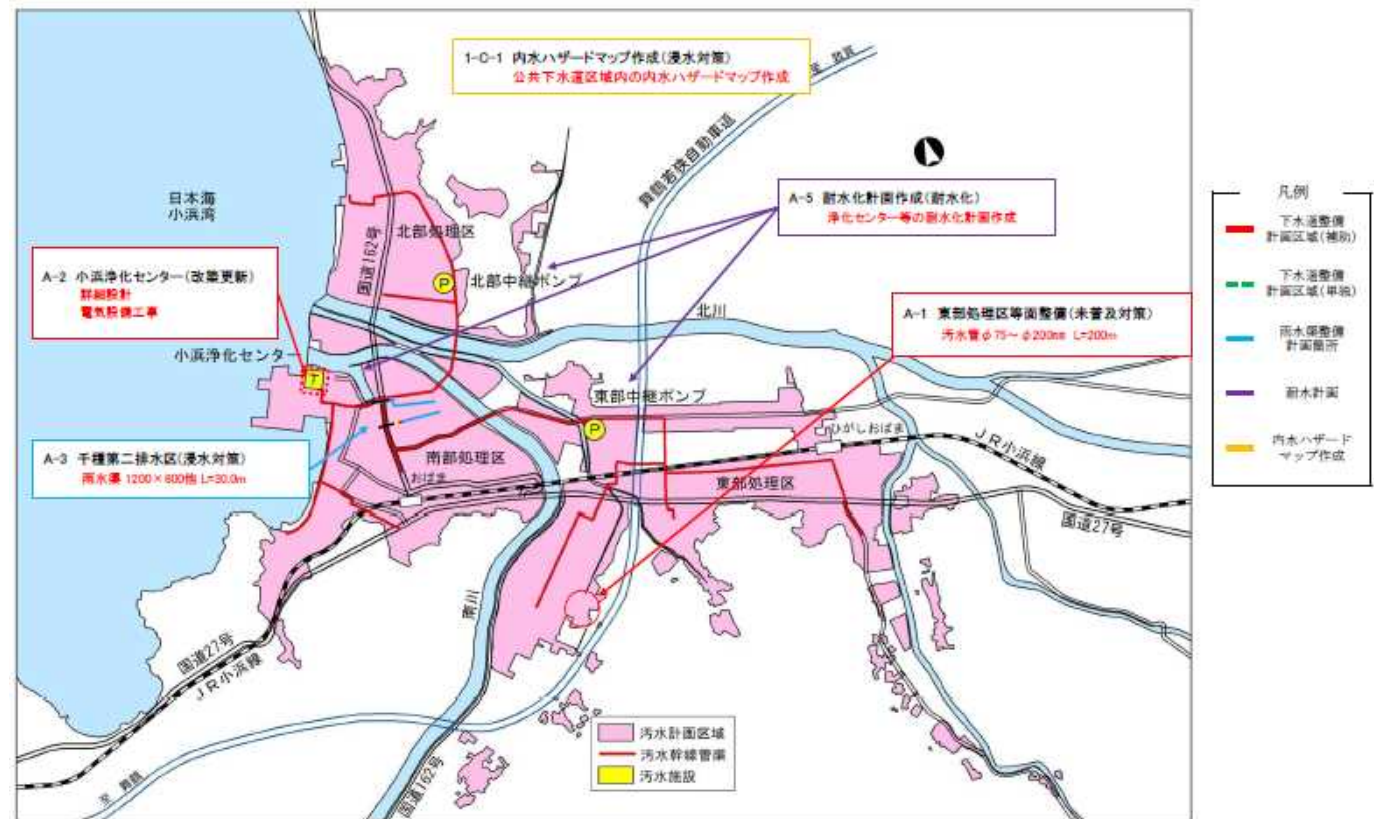 1-C-1 内水ハザードマップ作成(浸水対策)
公共下水道区域内の内水ハザードマップ作成
至 敦賀
舞鶴若狭自動車道
日本海
小浜湾
A-5 耐水化計画作成(耐水化)
浄化センター等の耐水化計画作成
凡例
下水道整備
計画区域(補助)
下水道整備
計画区域(単独)
雨水渠整備
計画箇所
耐水計画
内水ハザード
マップ作成
北部処理区
国道162号
A-2 小浜浄化センター(改築更新)
詳細設計
電気設備工事
P
北部中継ポンプ
北川
A-1 東部処理区等面整備(未普及対策)
汚水管φ75～φ200mm L=200m
小浜浄化センター
T
東部中継ポンプ
P
ひがしおばま
JR小浜線
A-3 千種第二排水区(浸水対策)
雨水渠 1200×600他 L=30.0m
南部処理区
おばま
東部処理区
国道27号
南川
国道27号
JR小浜線
至 舞鶴
国道162号
汚水計画区域
汚水幹線管渠
汚水施設